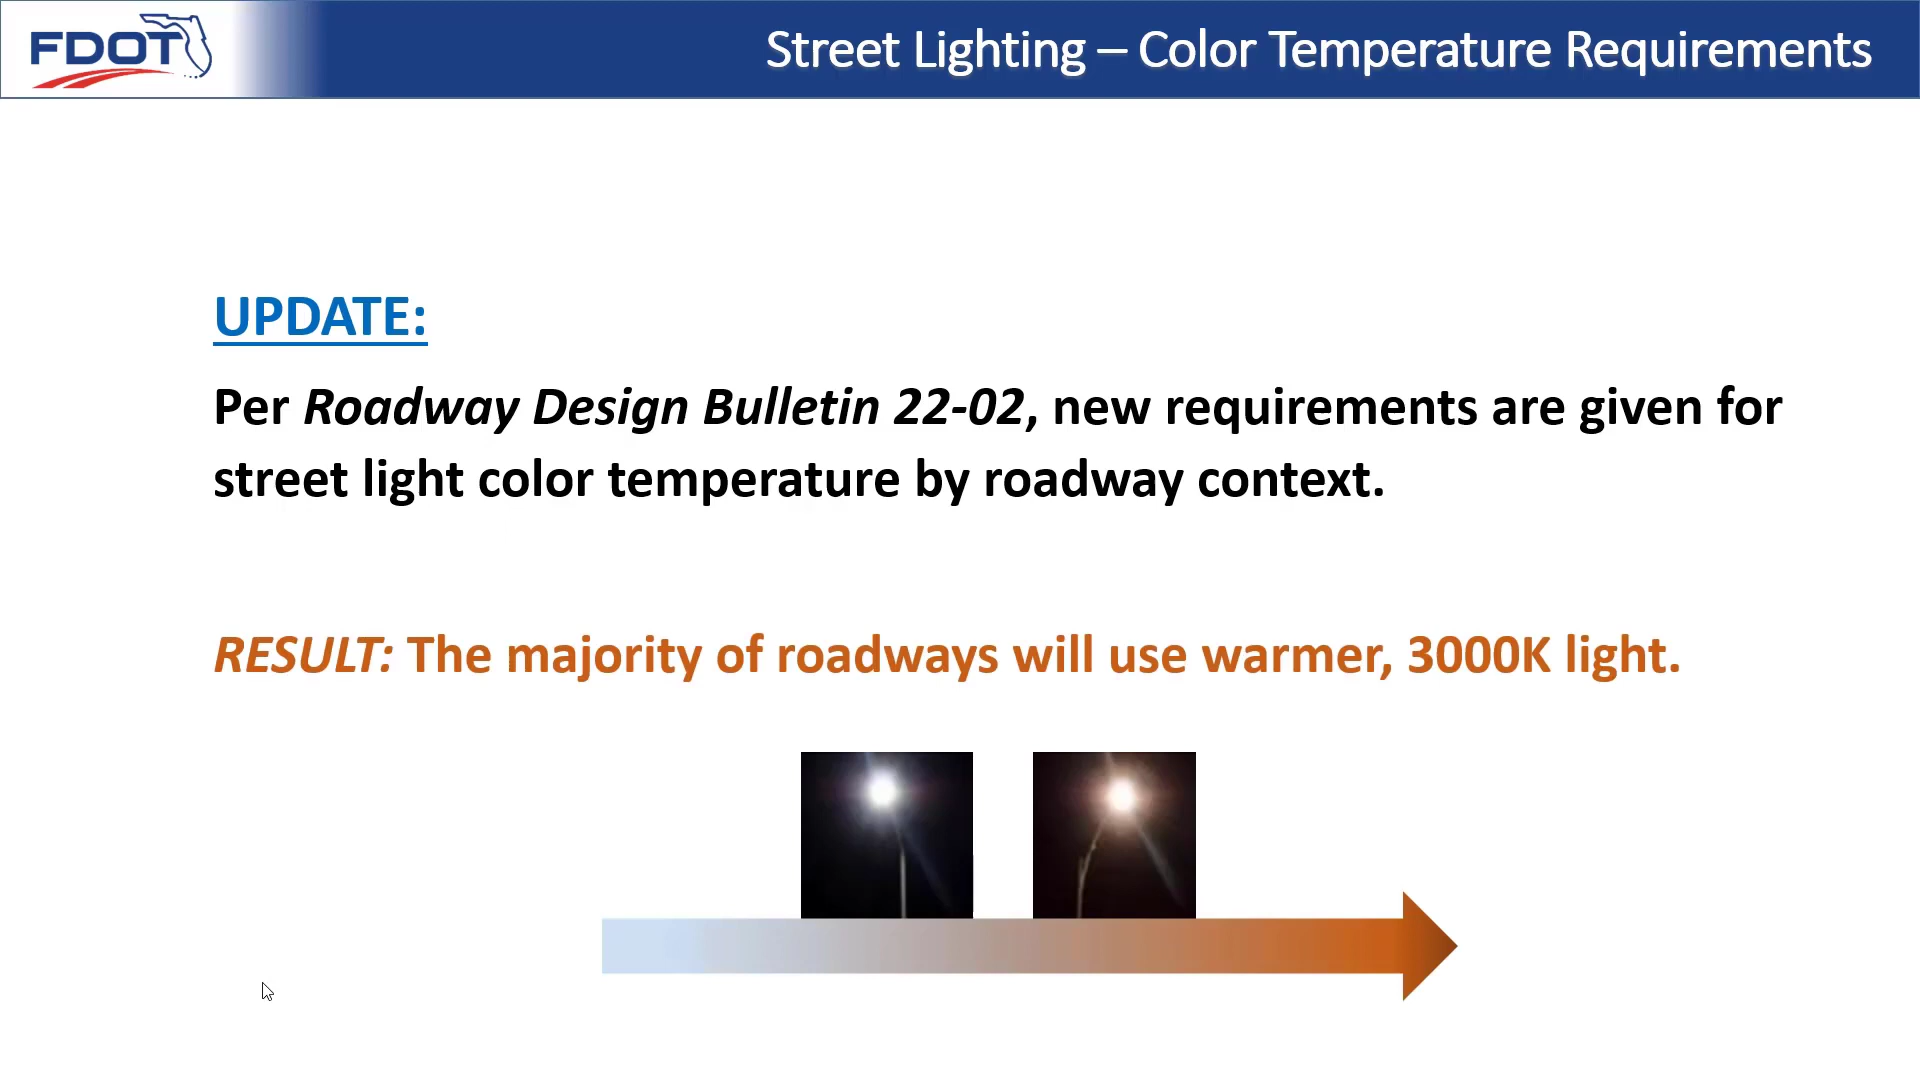 FDOT
Street Lighting – Color Temperature Requirements
UPDATE:
Per Roadway Design Bulletin 22-02, new requirements are given for
street light color temperature by roadway context.
RESULT: The majority of roadways will use warmer, 3000K light.